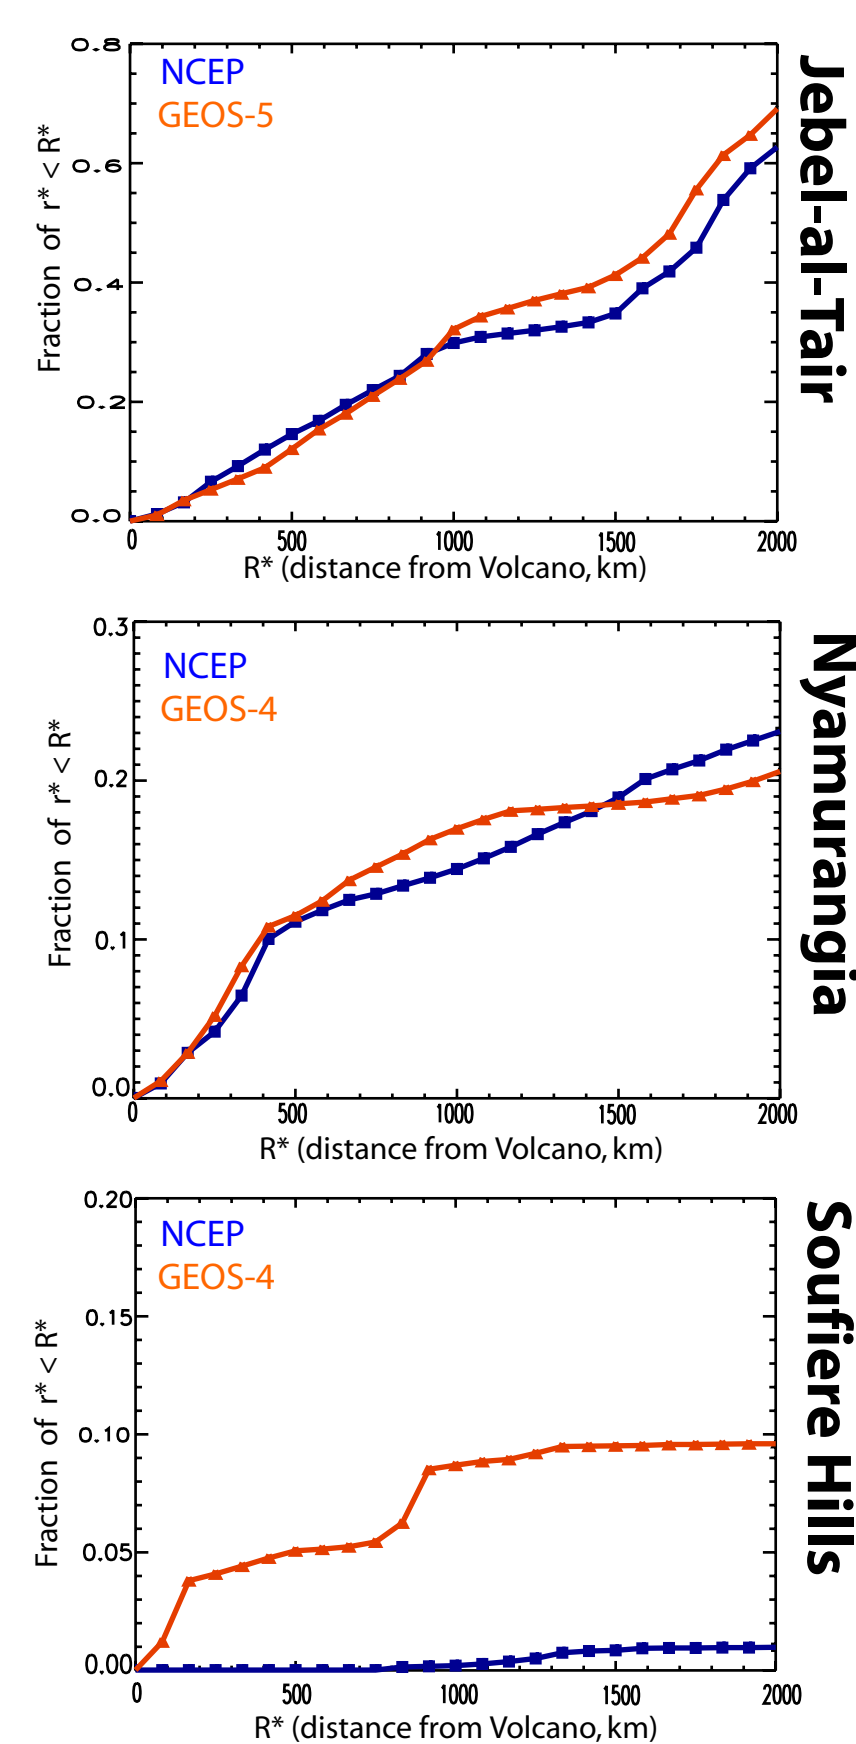 0.8
NCEP
GEOS-5
0.6
0.4
0.2
0.0
Fraction of r* < R*
0 500 1000 1500 2000
R* (distance from Volcano, km)
Jebel-al-Tair
0.3
NCEP
GEOS-4
0.2
0.1
0.0
Fraction of r* < R*
0 500 1000 1500 2000
R* (distance from Volcano, km)
Nyamurangia
0.20
NCEP
GEOS-4
0.15
0.10
0.05
0.00
Fraction of r* < R*
0 500 1000 1500 2000
R* (distance from Volcano, km)
Soufiere Hills